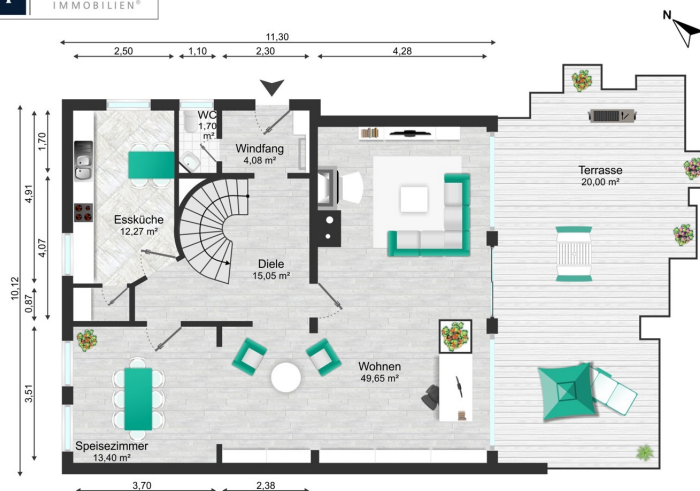 IMMOBILIEN®
N
11,30
2,50
1,10
2,30
4,28
WC
1,70
m²
Windfang
4,08 m²
Terrasse
20,00 m²
1,70
4,91
Essküche
12,27 m²
4,07
Diele
15,05 m²
10,12
0,87
Wohnen
49,65 m²
3,51
Speisezimmer
13,40 m²
3,70
2,38